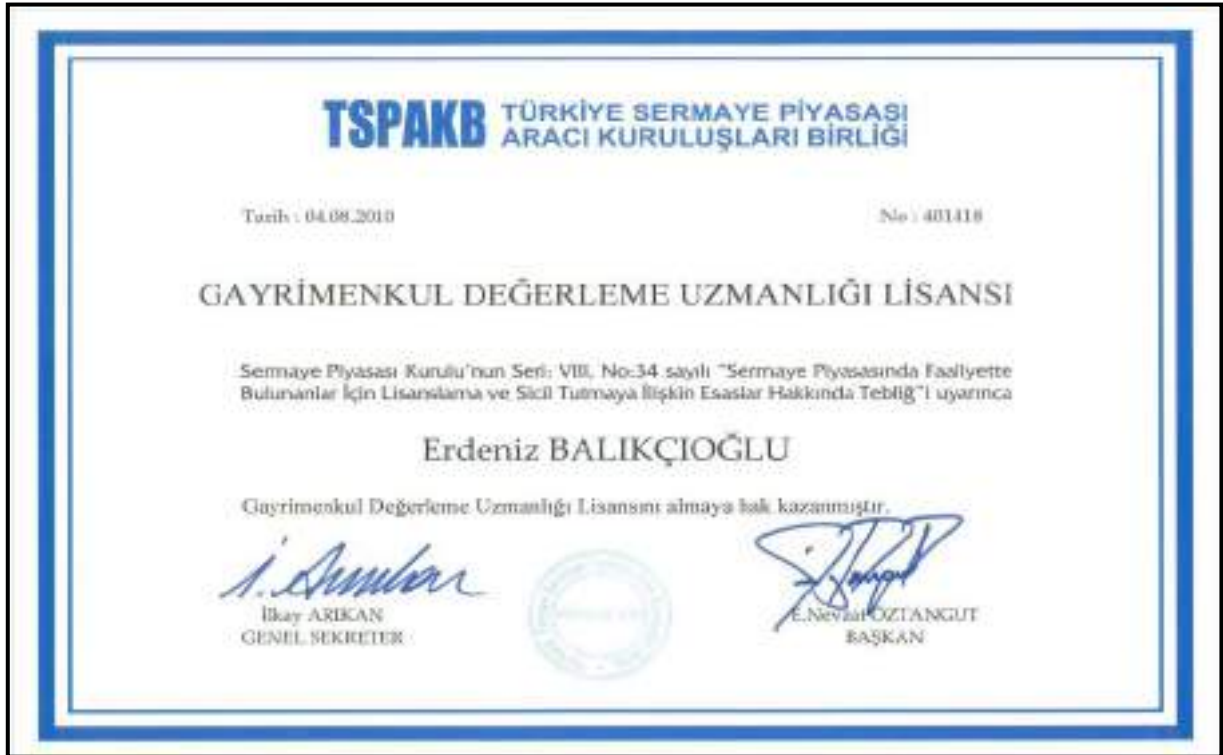 TSPAKB TÜRKİYE SERMAYE PİYASASI
ARACI KURULUŞLARI BİRLİĞİ
Tarih : 04.08.2010
No : 401418
GAYRİMENKUL DEĞERLEME UZMANLIĞI LİSANSI
Sermaye Piyasası Kurulu'nun Seri: VIII, No:34 sayılı "Sermaye Piyasasında Faaliyette
Bulunanlar İçin Lisanslama ve Sicil Tutmaya İlişkin Esaslar Hakkında Tebliğ"i uyarınca
Erdeniz BALIKÇIOĞLU
Gayrimenkul Değerleme Uzmanlığı Lisansını almaya hak kazanmıştır.
İlkay ARIKAN
GENEL SEKRETER
E.Nevzat ÖZTANGUT
BAŞKAN